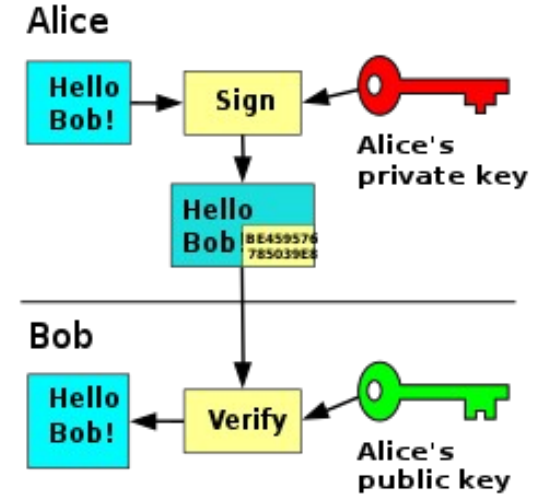 Alice
Hello
Bob!
Sign
Alice's
private key
Hello
Bob!
BE459576
785039E8
Bob
Hello
Bob!
Verify
Alice's
public key